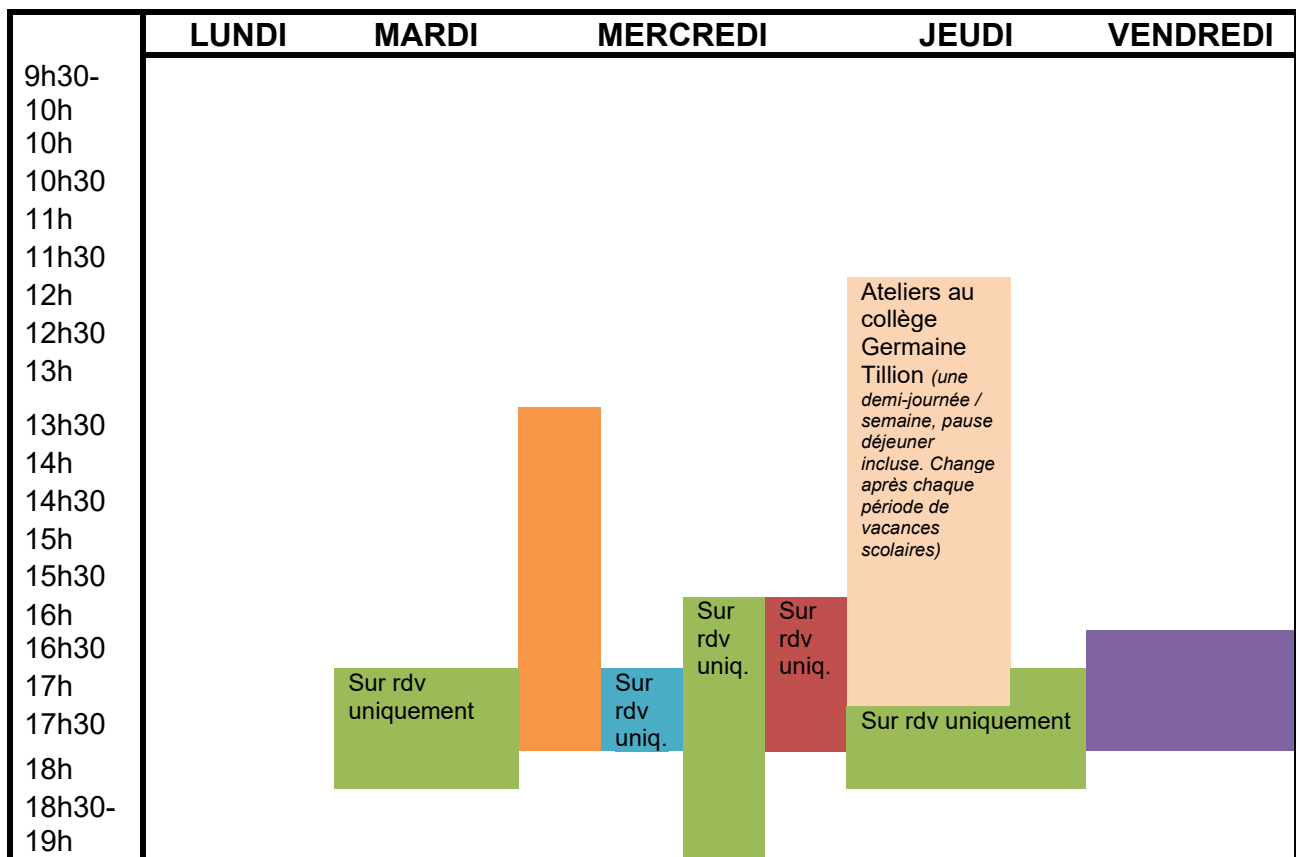 LUNDI MARDI MERCREDI JEUDI VENDREDI
9h30-
10h
10h
10h30
11h
11h30
12h
12h30
13h
13h30
14h
14h30
15h
15h30
16h
16h30
17h
17h30
18h
18h30-
19h
Sur rdv
uniquement
Sur
rdv
uniq.
Sur
rdv
uniq.
Sur
rdv
uniq.
Ateliers au
collège
Germaine
Tillion (une
demi-journée /
semaine, pause
déjeuner
incluse. Change
après chaque
période de
vacances
scolaires)
Sur rdv uniquement